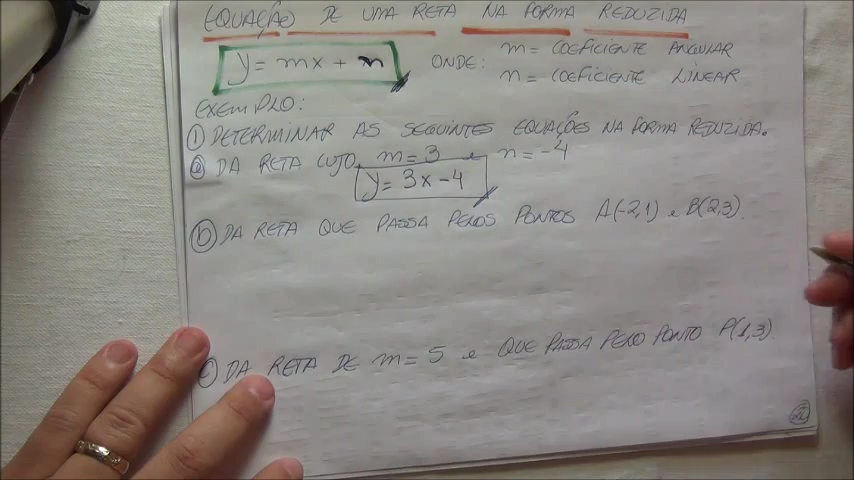 EQUAÇÃO DE UMA RETA NA FORMA REDUZIDA
y = mx + n ONDE: m = COEFICIENTE ANGULAR
n = COEFICIENTE LINEAR
EXEMPLO:
① DETERMINAR AS SEGUINTES EQUAÇÕES NA FORMA REDUZIDA.
ⓐ DA RETA CUJO, m = 3 e n = -4
y = 3x - 4
ⓑ DA RETA QUE PASSA PELOS PONTOS A(-2,1) e B(2,3).
ⓒ DA RETA DE m = 5 e QUE PASSA PELO PONTO P(1,3)